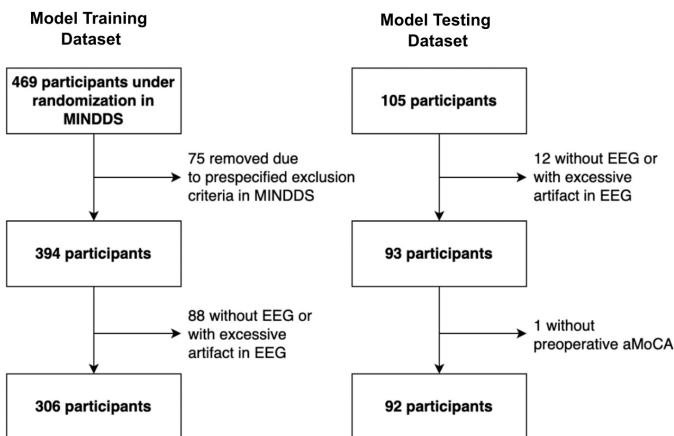 Model Training
Dataset
469 participants under
randomization in
MINDDS
75 removed due
to prespecified exclusion
criteria in MINDDS
394 participants
88 without EEG or
with excessive
artifact in EEG
306 participants
Model Testing
Dataset
105 participants
12 without EEG or
with excessive
artifact in EEG
93 participants
1 without
preoperative aMoCA
92 participants